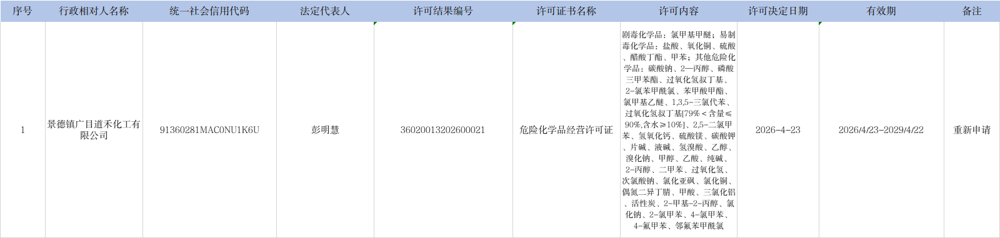 序号 行政相对人名称 统一社会信用代码 法定代表人 许可结果编号 许可证书名称 许可内容 许可决定日期 有效期 备注
1
景德镇广目道禾化工有
限公司
91360281MAC0NU1K6U
彭明慧
36020013202600021
危险化学品经营许可证
剧毒化学品：氯甲基甲醚；易制
毒化学品：盐酸、氧化铜、硫酸
、醋酸丁酯、甲苯；其他危险化
学品：碳酸钠、2—丙醇、磷酸
三甲苯酯、过氧化氢叔丁基、
2-氯苯甲酰氯、苯甲酸甲酯、
氯甲基乙醚、1,3,5-三氯代苯、
过氧化氢叔丁基[79%＜含量≤
90%,含水≥10%]、2,5-二氯甲
苯、氢氧化钙、硫酸镁、碳酸钾
、片碱、液碱、氢溴酸、乙醇、
溴化钠、甲醇、乙酸、纯碱、
2-丙醇、二甲苯、过氧化氢、
次氯酸钠、氯化亚砜、氯化铜、
偶氮二异丁腈、甲酸、三氯化铝
、活性炭、2-甲基-2-丙醇、氯
化钠、2-氯甲苯、4-氯甲苯、
4-氟甲苯、邻氟苯甲酰氯
2026-4-23
2026/4/23-2029/4/22
重新申请